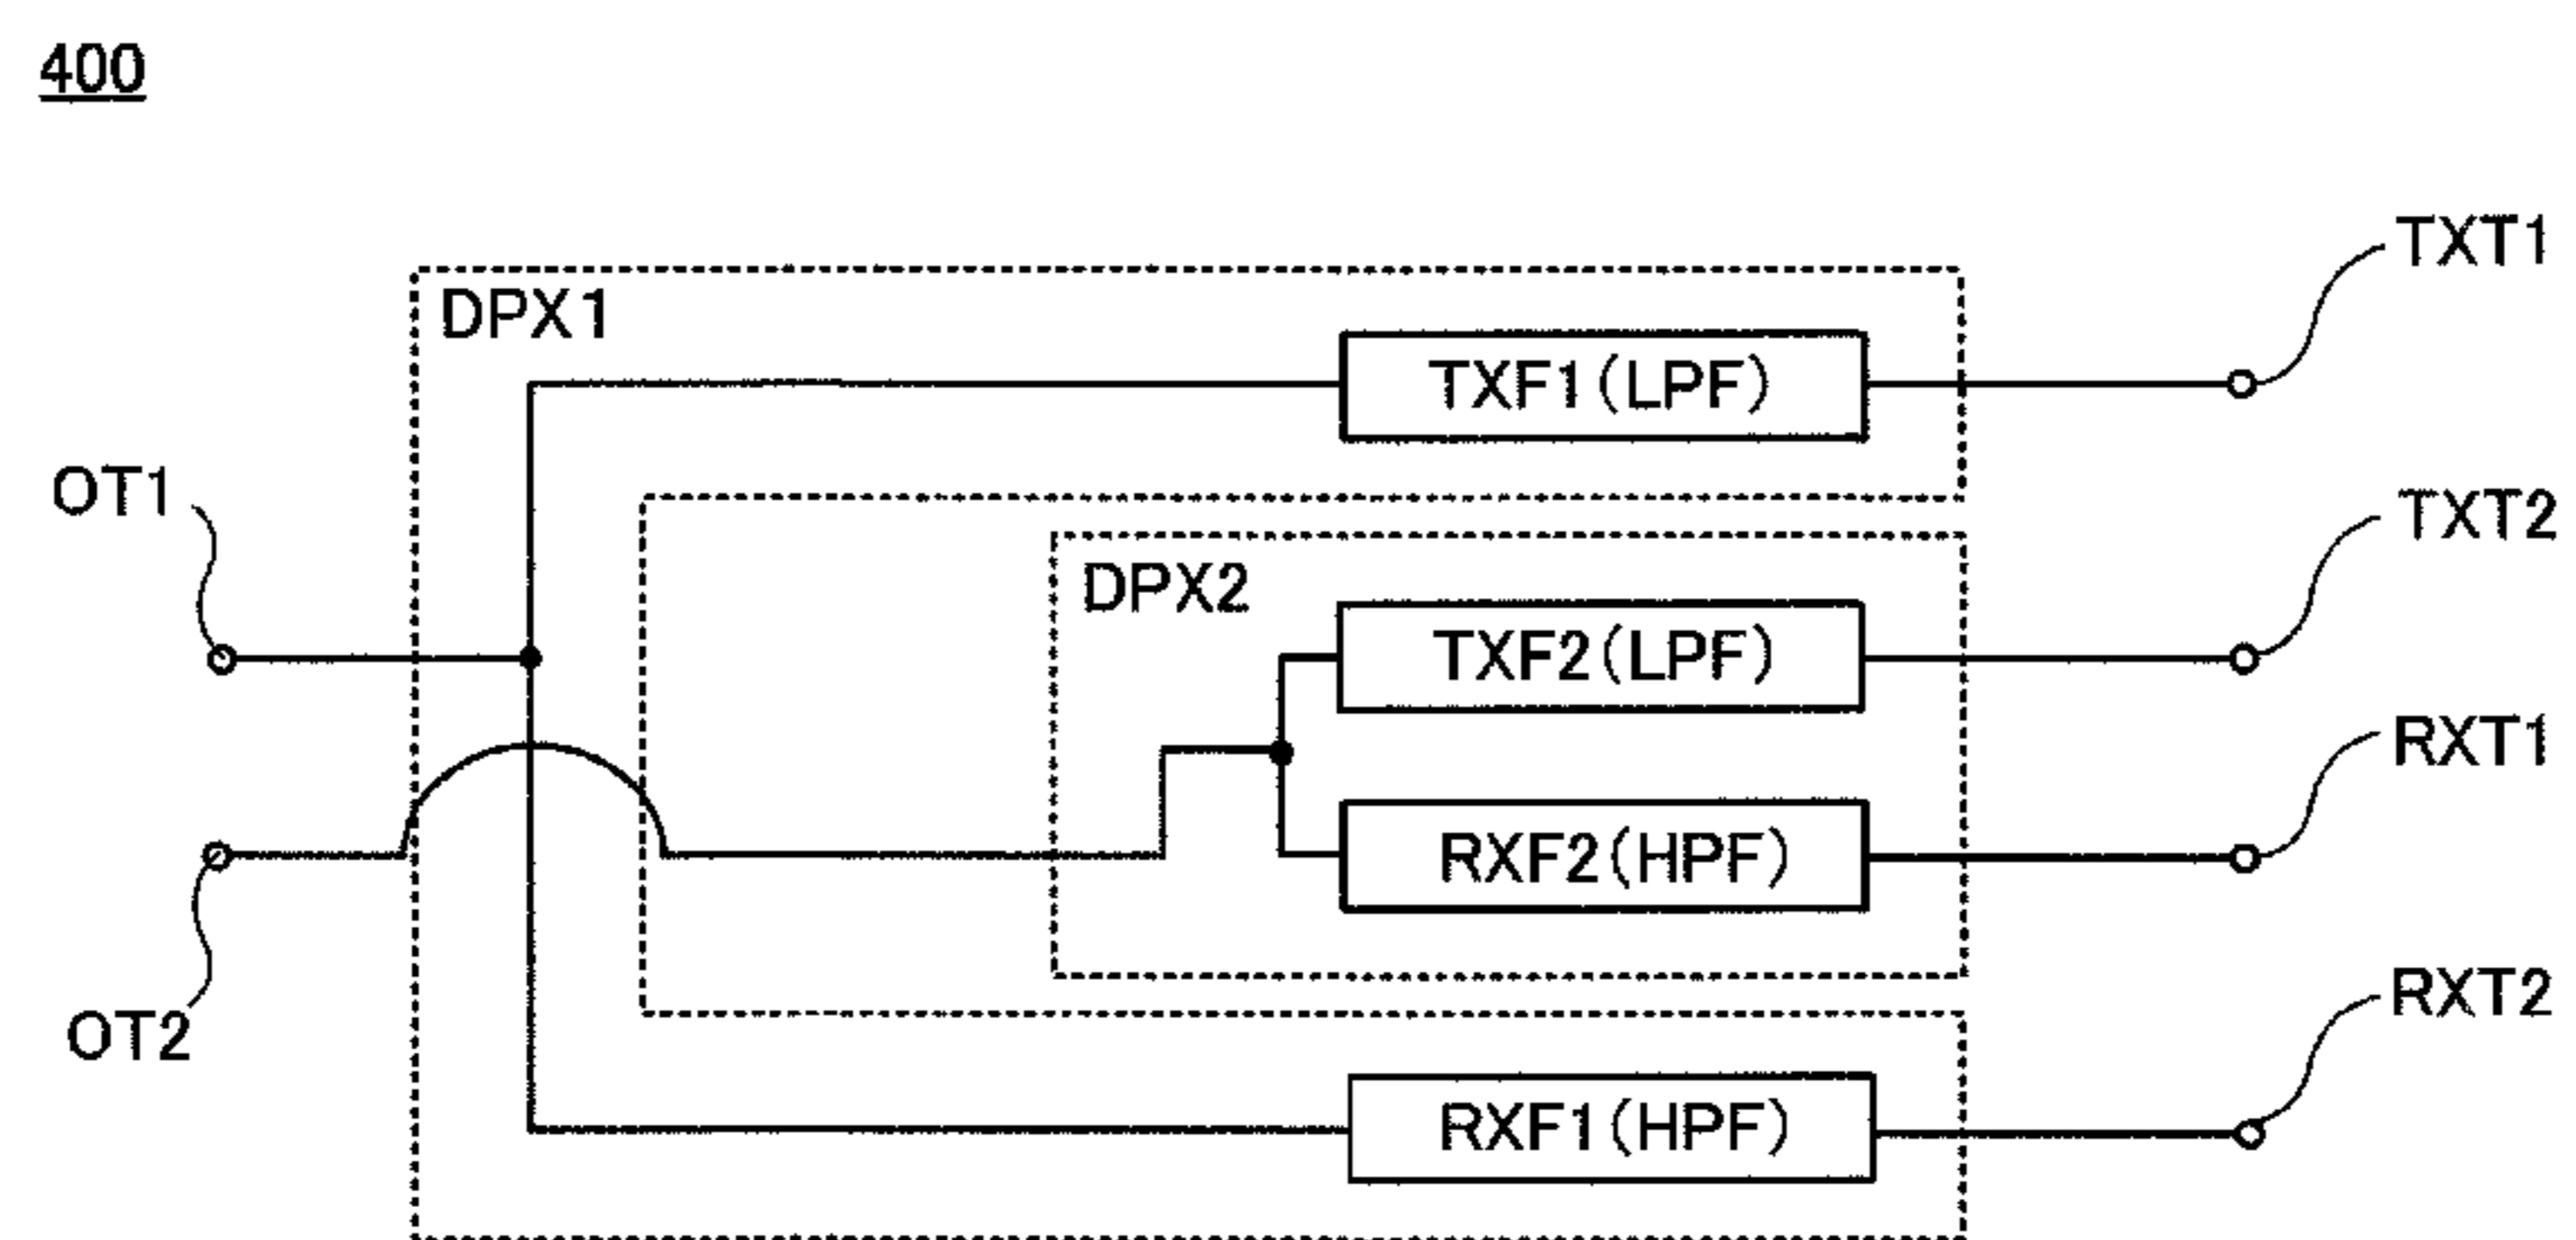 400
DPX1
TXF1(LPF)
TXT1
OT1
DPX2
TXF2(LPF)
TXT2
RXF2(HPF)
RXT1
OT2
RXF1(HPF)
RXT2